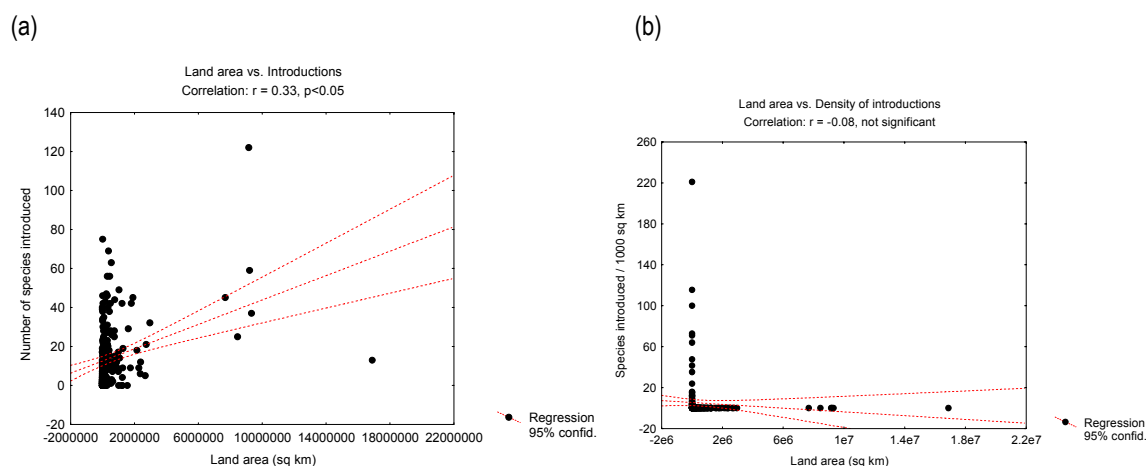 (a)
Land area vs. Introductions
Correlation: r = 0.33, p<0.05
Number of species introduced
140
120
100
80
60
40
20
0
-20
-2000000 2000000 6000000 10000000 14000000 18000000 22000000
Land area (sq km)
Regression
95% confid.
(b)
Land area vs. Density of introductions
Correlation: r = -0.08, not significant
Species introduced / 1000 sq km
260
220
180
140
100
60
20
-20
-2e6 2e6 6e6 1e7 1.4e7 1.8e7 2.2e7
Land area (sq km)
Regression
95% confid.